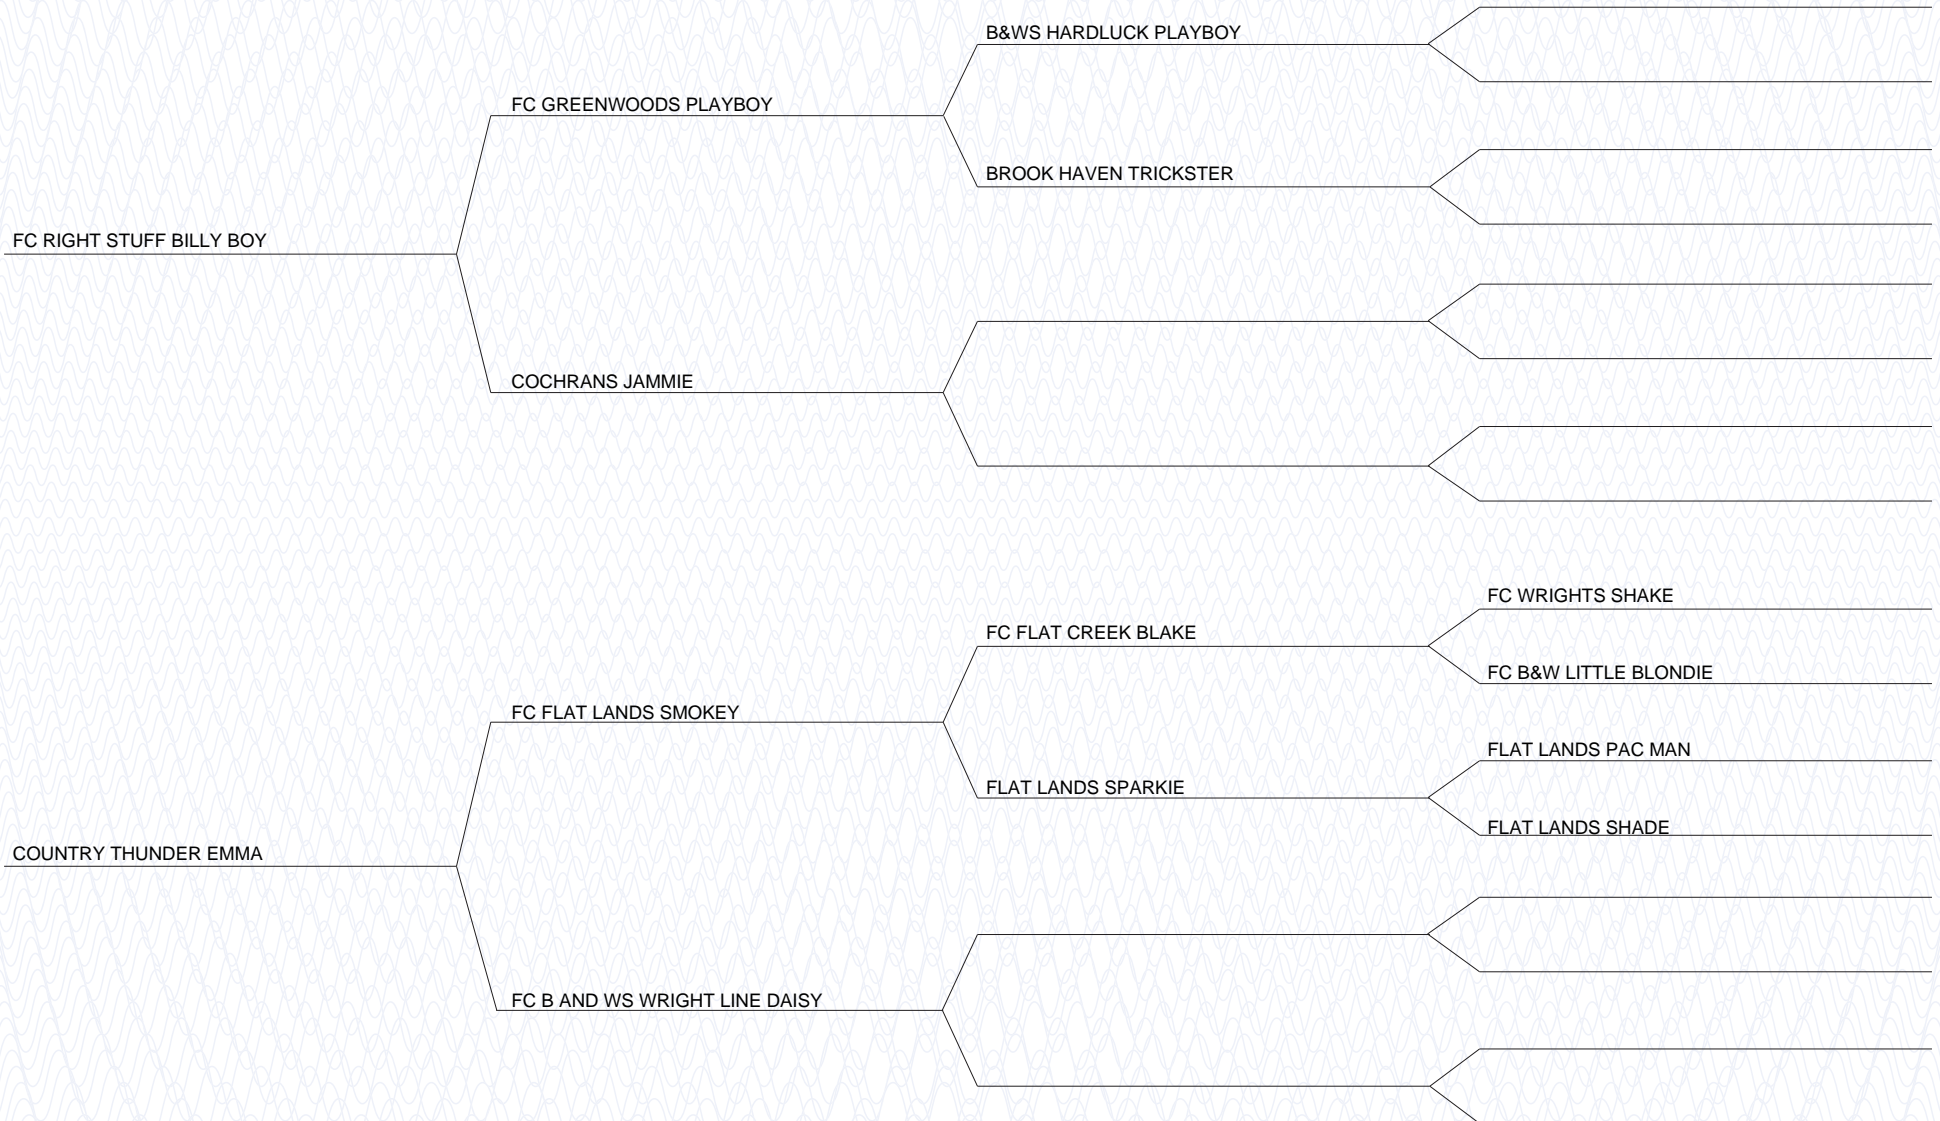 B&WS HARDLUCK PLAYBOY
FC GREENWOODS PLAYBOY
BROOK HAVEN TRICKSTER
FC RIGHT STUFF BILLY BOY
COCHRANS JAMMIE
FC WRIGHTS SHAKE
FC FLAT CREEK BLAKE
FC B&W LITTLE BLONDIE
FC FLAT LANDS SMOKEY
FLAT LANDS PAC MAN
FLAT LANDS SPARKIE
FLAT LANDS SHADE
COUNTRY THUNDER EMMA
FC B AND WS WRIGHT LINE DAISY